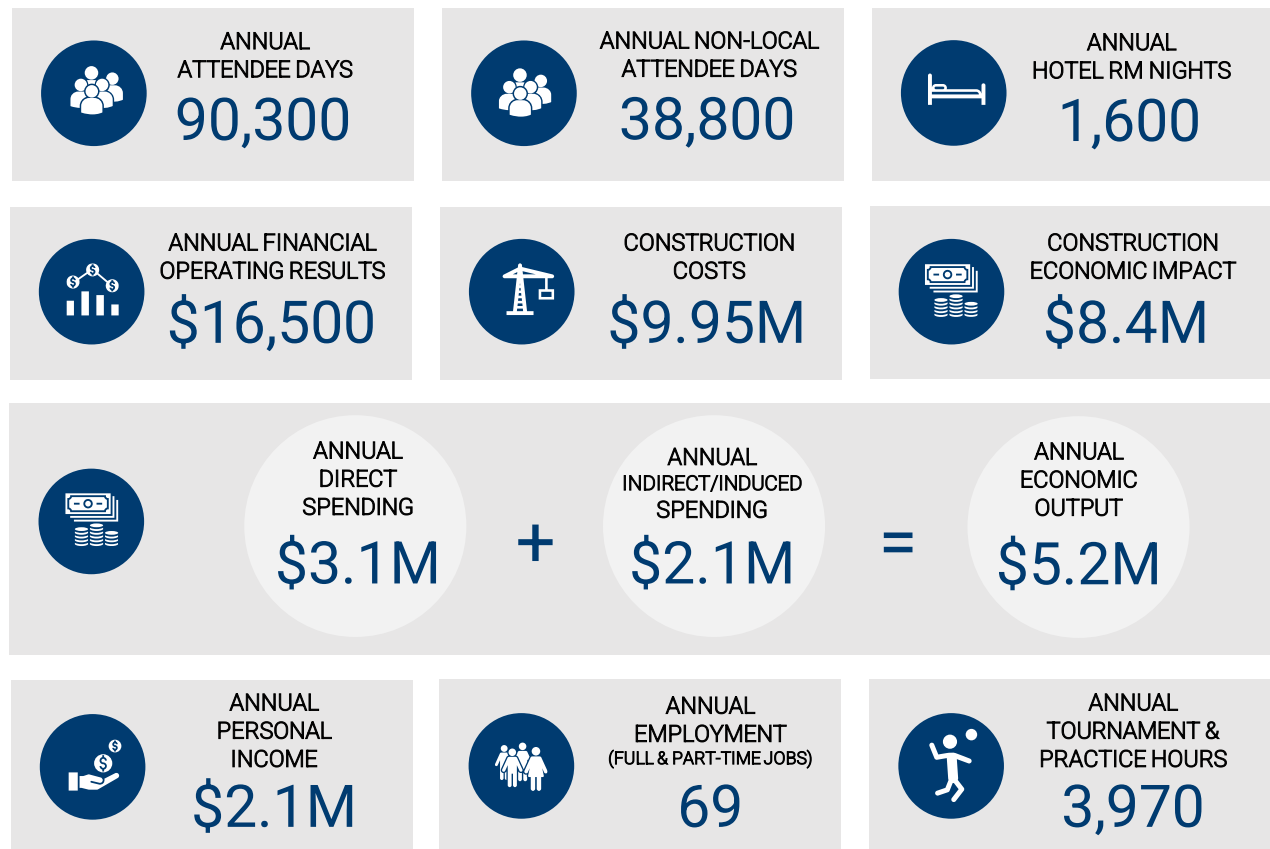 ANNUAL
ATTENDEE DAYS
90,300
ANNUAL NON-LOCAL
ATTENDEE DAYS
38,800
ANNUAL
HOTEL RM NIGHTS
1,600
ANNUAL FINANCIAL
OPERATING RESULTS
$16,500
CONSTRUCTION
COSTS
$9.95M
CONSTRUCTION
ECONOMIC IMPACT
$8.4M
ANNUAL
DIRECT
SPENDING
$3.1M
+
ANNUAL
INDIRECT/INDUCED
SPENDING
$2.1M
=
ANNUAL
ECONOMIC
OUTPUT
$5.2M
ANNUAL
PERSONAL
INCOME
$2.1M
ANNUAL
EMPLOYMENT
(FULL & PART-TIME JOBS)
69
ANNUAL
TOURNAMENT &
PRACTICE HOURS
3,970